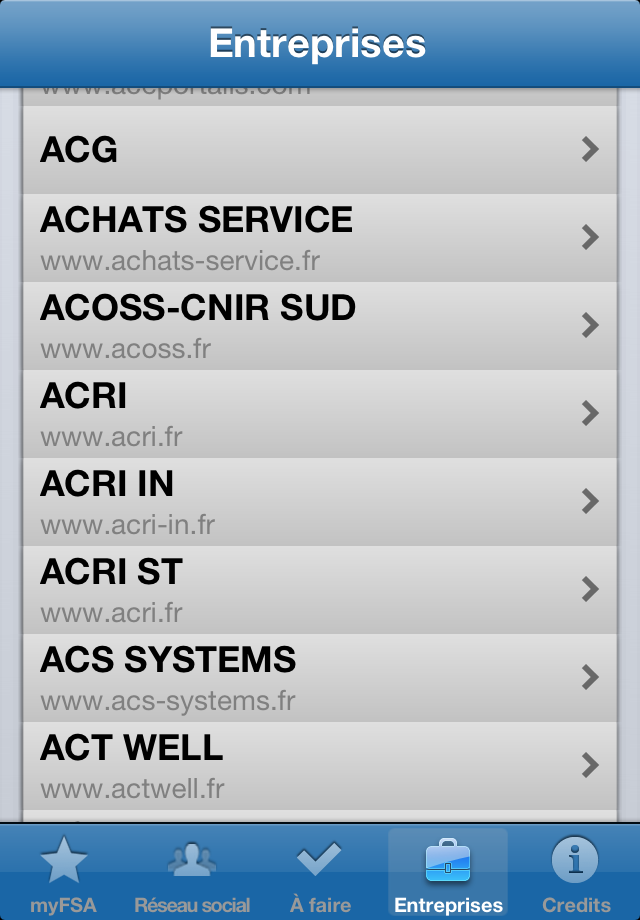 Entreprises
www.accportails.com
ACG
ACHATS SERVICE
www.achats-service.fr
ACOSS-CNIR SUD
www.acoss.fr
ACRI
www.acri.fr
ACRI IN
www.acri-in.fr
ACRI ST
www.acri.fr
ACS SYSTEMS
www.acs-systems.fr
ACT WELL
www.actwell.fr
myFSA
Réseau social
À faire
Entreprises
Credits